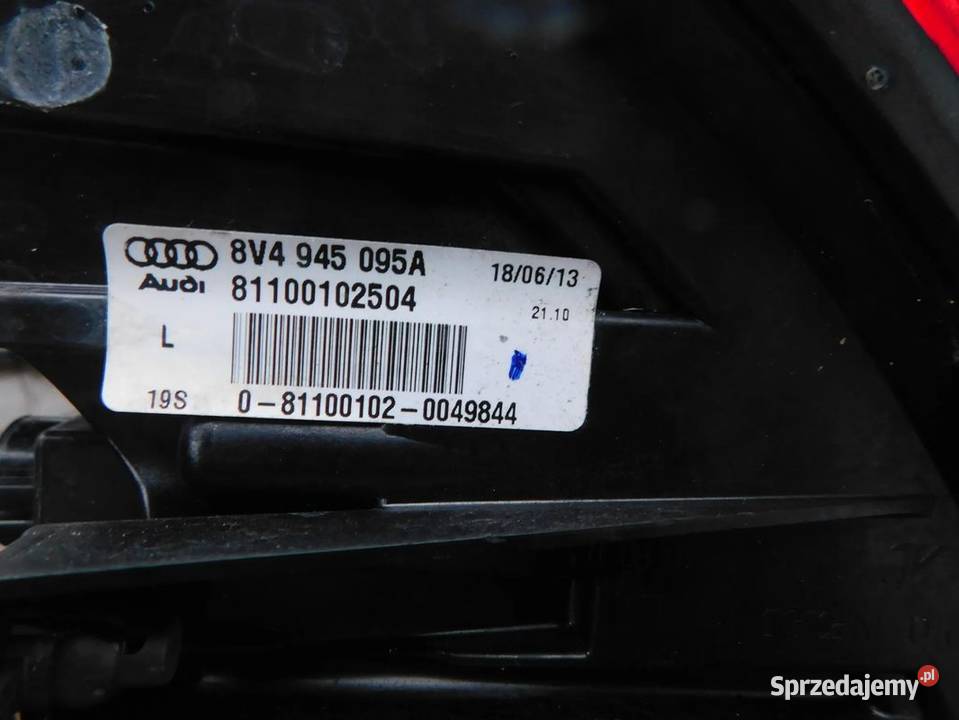 8V4 945 095A
18/06/13
Audi
81100102504
21.10
L
19S
0-81100102-0049844
Sprzedajemy.pl